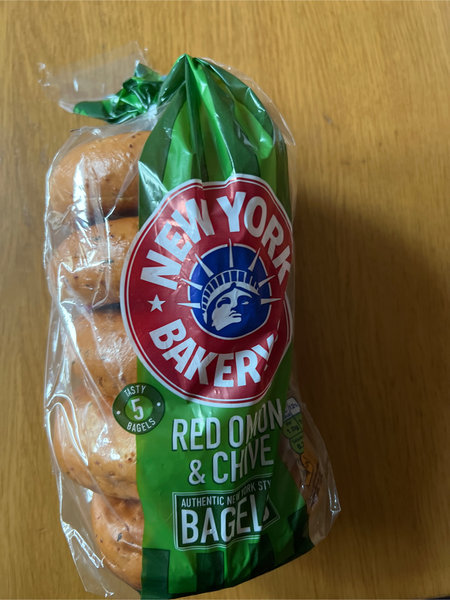 NEW YORK
BAKERY
TASTY
5
BAGELS
RED ONION
& CHIVE
AUTHENTIC NEW YORK STYLE
BAGELS